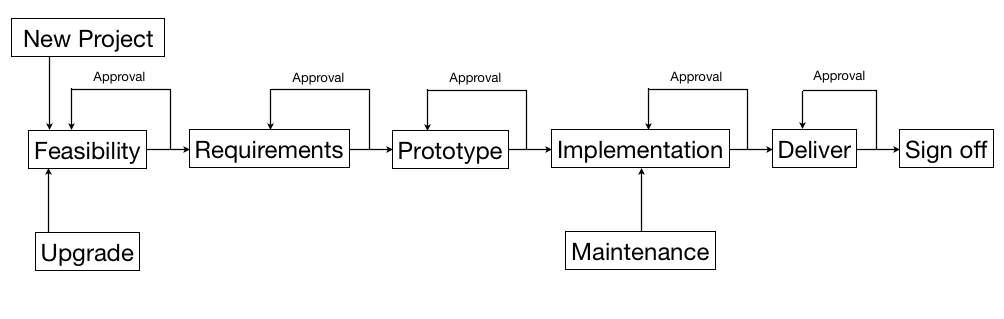 New Project
Approval
Approval
Approval
Approval
Approval
Feasibility
Requirements
Prototype
Implementation
Deliver
Sign off
Upgrade
Maintenance